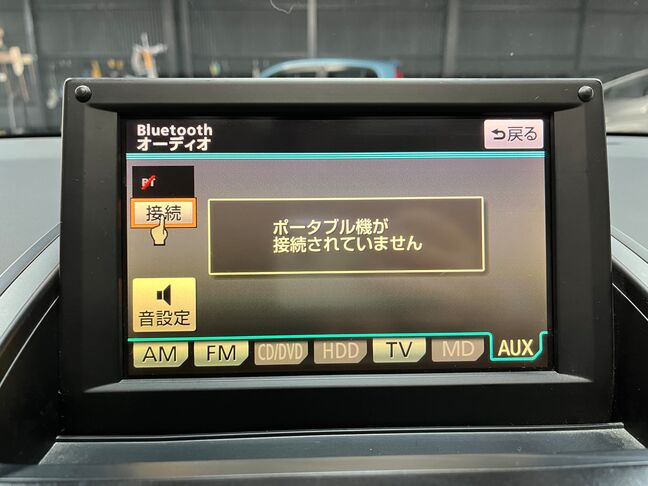 Bluetooth
オーディオ
戻る
BT
接続
ポータブル機が
接続されていません
音設定
AM FM CD/DVD HDD TV MD AUX